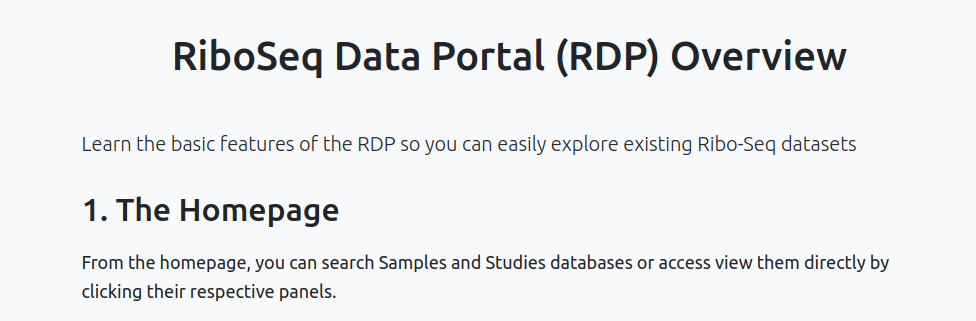 RiboSeq Data Portal (RDP) Overview
Learn the basic features of the RDP so you can easily explore existing Ribo-Seq datasets
1. The Homepage
From the homepage, you can search Samples and Studies databases or access view them directly by
clicking their respective panels.